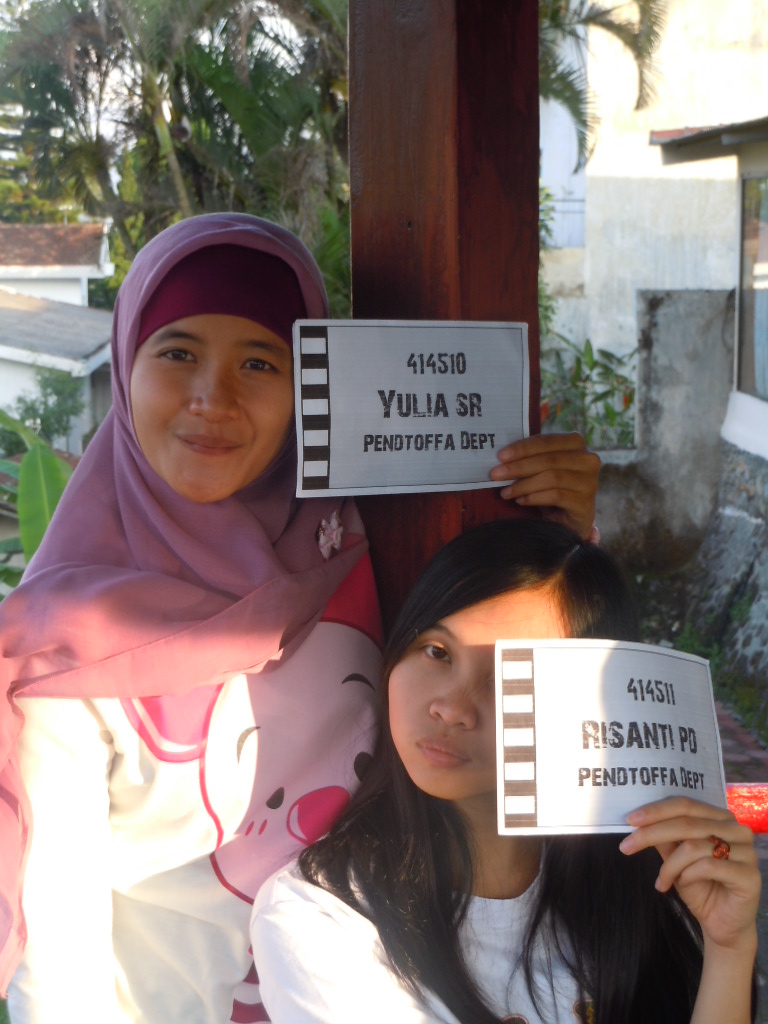 414510
YULIA SR
PENDTOFFA DEPT
414511
RISANTI PD
PENDTOFFA DEPT